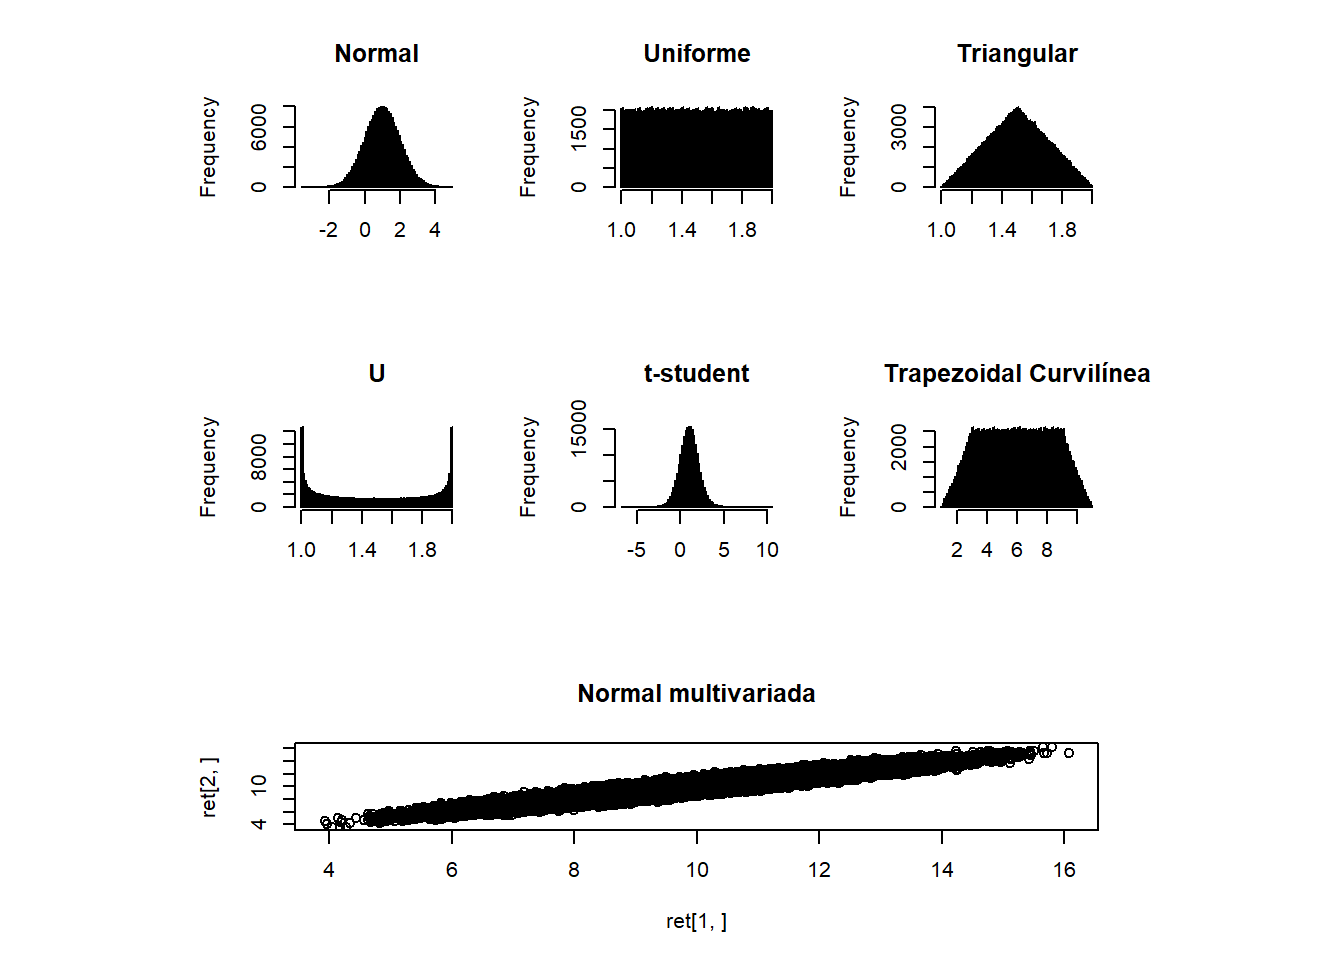 Normal
Uniforme
Triangular
Frequency
0
6000
-2 0 2 4
Frequency
0
1500
1.0 1.4 1.8
Frequency
0
3000
1.0 1.4 1.8
U
t-student
Trapezoidal Curvilínea
Frequency
0
8000
1.0 1.4 1.8
Frequency
0
15000
-5 0 5 10
Frequency
0
2000
2 4 6 8
Normal multivariada
ret[2, ]
4
10
4 6 8 10 12 14 16
ret[1, ]